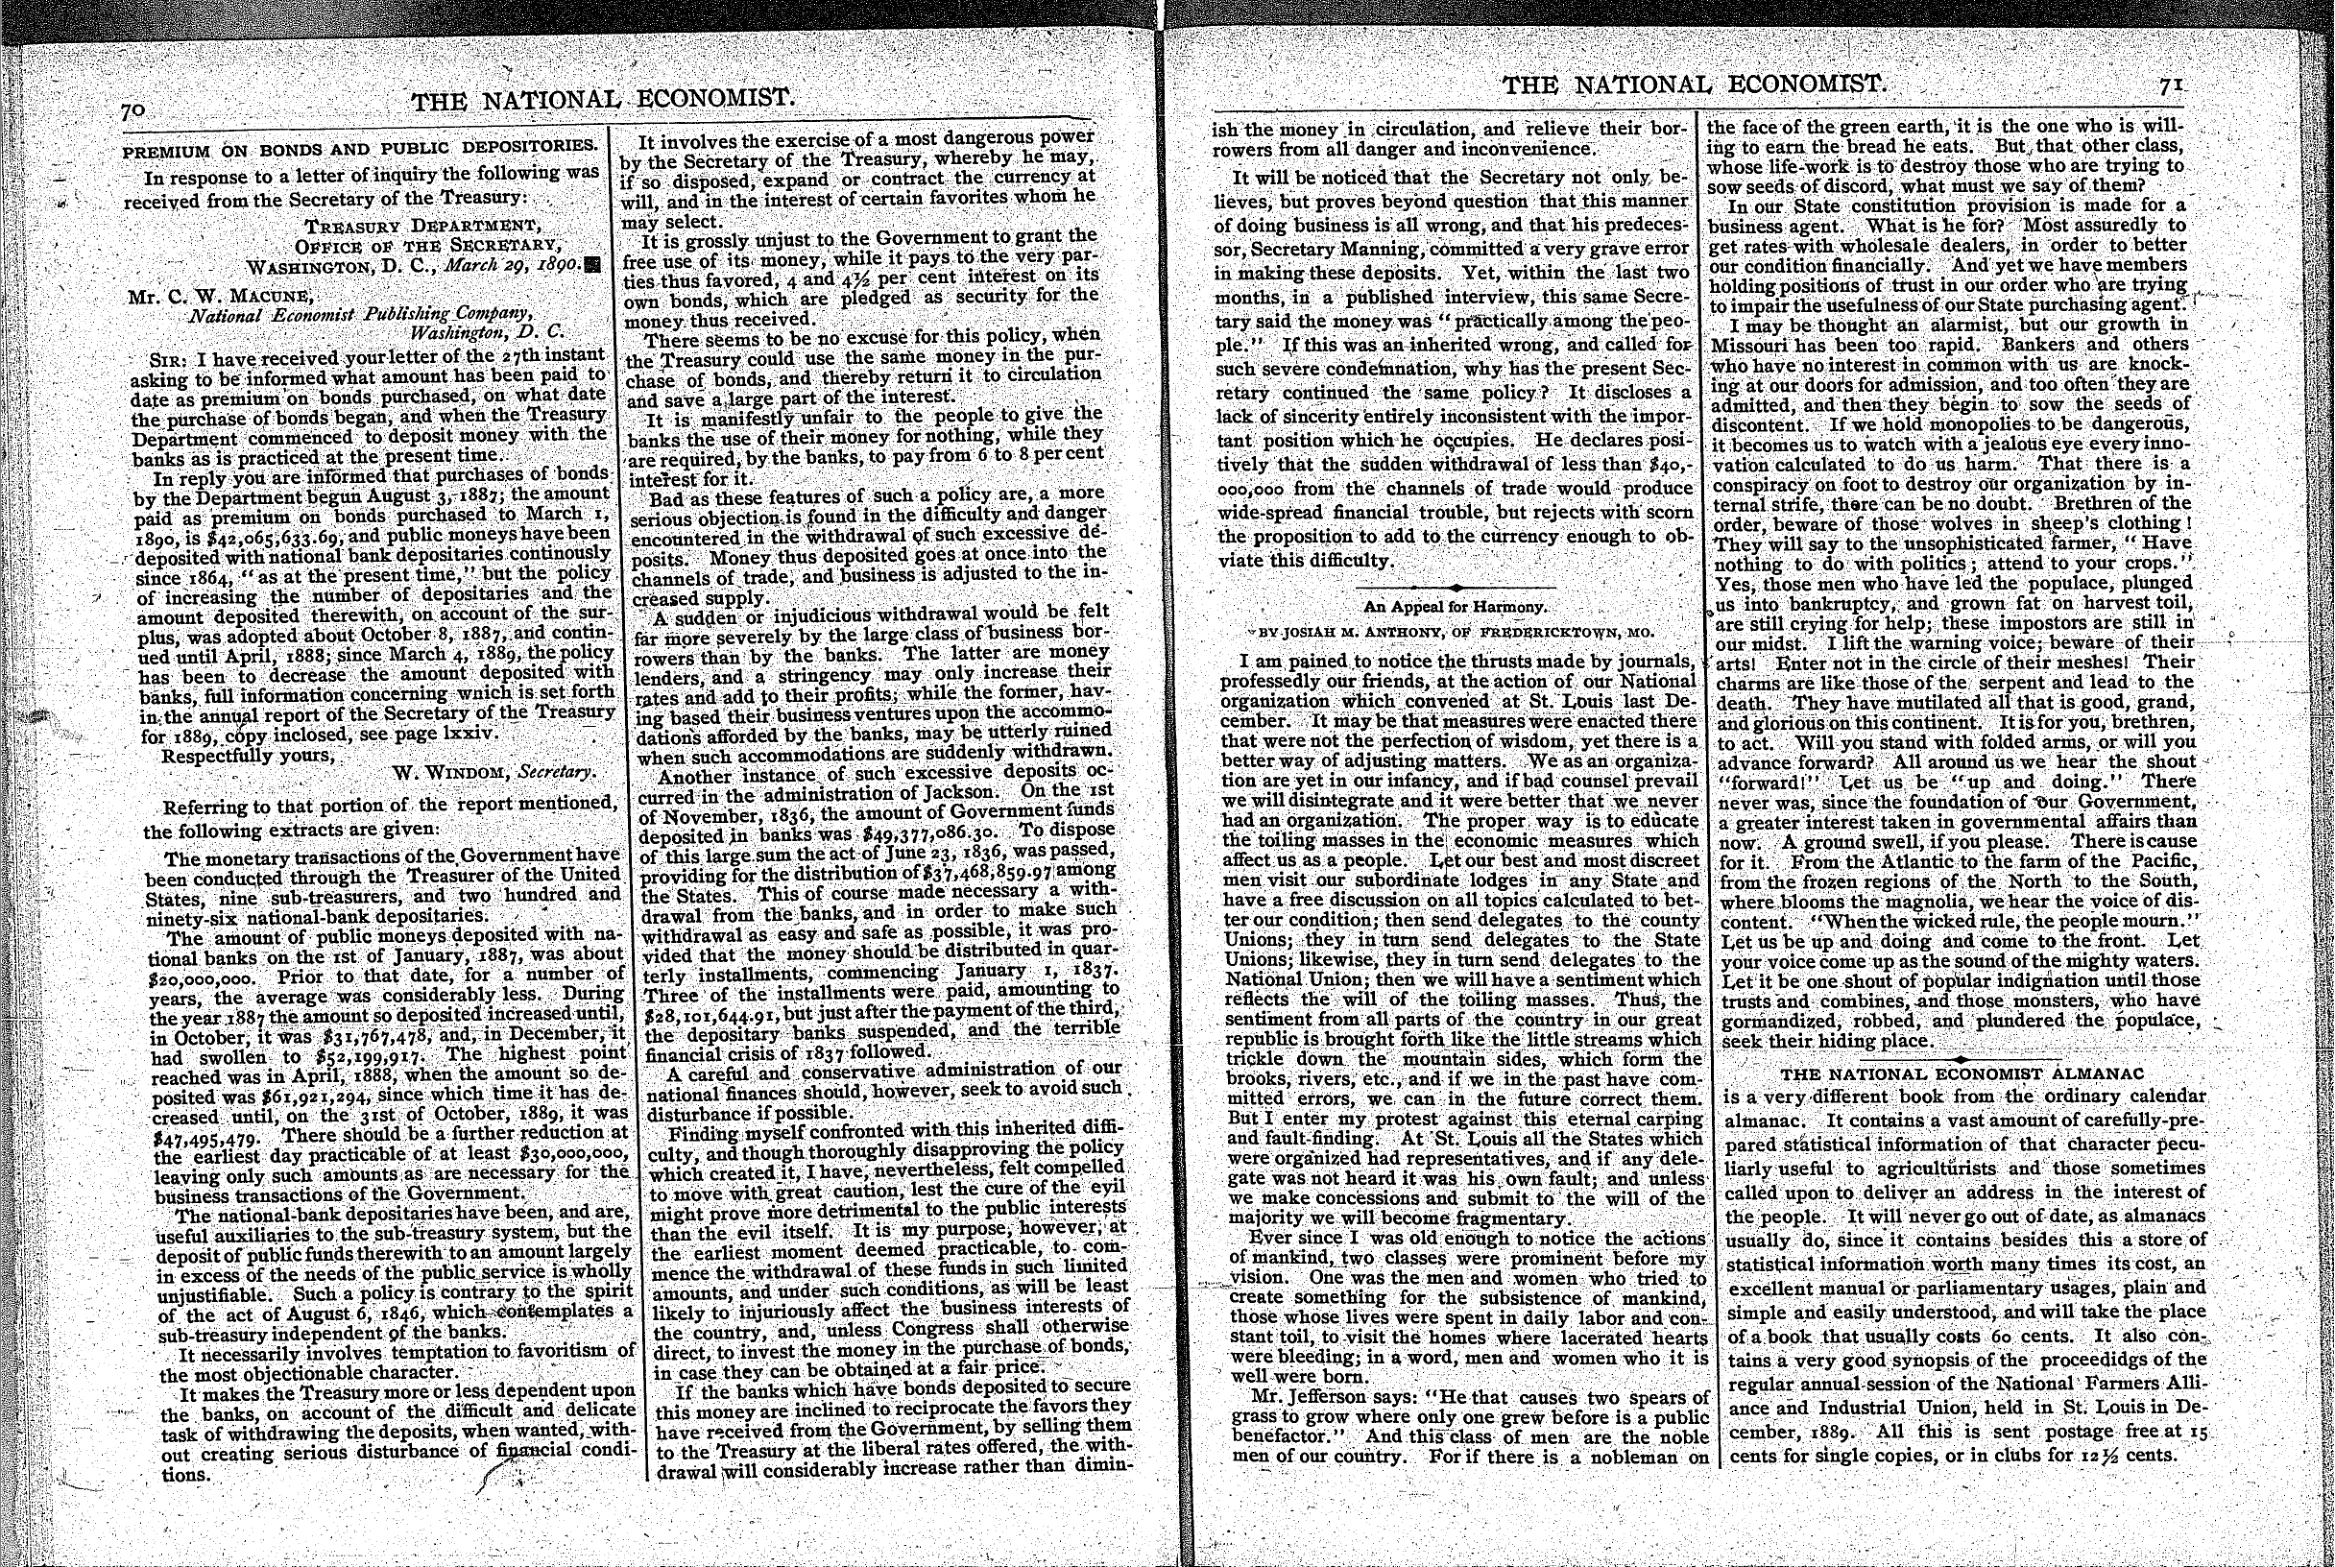 70
THE NATIONAL ECONOMIST.
PREMIUM ON BONDS AND PUBLIC DEPOSITORIES.
In response to a letter of inquiry the following was
received from the Secretary of the Treasury:
TREASURY DEPARTMENT,
OFFICE OF THE SECRETARY,
WASHINGTON, D. C., March 29, 1890.
Mr. C. W. MACUNE,
National Economist Publishing Company,
Washington, D. C.
SIR: I have received your letter of the 27th instant
asking to be informed what amount has been paid to
date as premium on bonds purchased, on what date
the purchase of bonds began, and when the Treasury
Department commenced to deposit money with the
banks as is practiced at the present time.
In reply you are informed that purchases of bonds
by the Department begun August 3, 1887; the amount
paid as premium on bonds purchased to March 1,
1890, is $42,065,633.69, and public moneys have been
deposited with national bank depositaries continously
since 1864, "as at the present time," but the policy
of increasing the number of depositaries and the
amount deposited therewith, on account of the sur-
plus, was adopted about October 8, 1887, and contin-
ued until April, 1888; since March 4, 1889, the policy
has been to decrease the amount deposited with
banks, full information concerning wnich is set forth
in the annual report of the Secretary of the Treasury
for 1889, copy inclosed, see page lxxiv.
Respectfully yours,
W. WINDOM, Secretary.
Referring to that portion of the report mentioned,
the following extracts are given:
The monetary transactions of the Government have
been conducted through the Treasurer of the United
States, nine sub-treasurers, and two hundred and
ninety-six national-bank depositaries.
The amount of public moneys deposited with na-
tional banks on the 1st of January, 1887, was about
$20,000,000. Prior to that date, for a number of
years, the average was considerably less. During
the year 1887 the amount so deposited increased until,
in October, it was $31,767,478, and, in December, it
had swollen to $52,199,917. The highest point
reached was in April, 1888, when the amount so de-
posited was $61,921,294, since which time it has de-
creased until, on the 31st of October, 1889, it was
$47,495,479. There should be a further reduction at
the earliest day practicable of at least $30,000,000,
leaving only such amounts as are necessary for the
business transactions of the Government.
The national-bank depositaries have been, and are,
useful auxiliaries to the sub-treasury system, but the
deposit of public funds therewith to an amount largely
in excess of the needs of the public service is wholly
unjustifiable. Such a policy is contrary to the spirit
of the act of August 6, 1846, which contemplates a
sub-treasury independent of the banks.
It necessarily involves temptation to favoritism of
the most objectionable character.
It makes the Treasury more or less dependent upon
the banks, on account of the difficult and delicate
task of withdrawing the deposits, when wanted, with-
out creating serious disturbance of financial condi-
tions.
It involves the exercise of a most dangerous power
by the Secretary of the Treasury, whereby he may,
if so disposed, expand or contract the currency at
will, and in the interest of certain favorites whom he
may select.
It is grossly unjust to the Government to grant the
free use of its money, while it pays to the very par-
ties thus favored, 4 and 4½ per cent interest on its
own bonds, which are pledged as security for the
money thus received.
There seems to be no excuse for this policy, when
the Treasury could use the same money in the pur-
chase of bonds, and thereby return it to circulation
and save a large part of the interest.
It is manifestly unfair to the people to give the
banks the use of their money for nothing, while they
are required, by the banks, to pay from 6 to 8 per cent
interest for it.
Bad as these features of such a policy are, a more
serious objection is found in the difficulty and danger
encountered in the withdrawal of such excessive de-
posits. Money thus deposited goes at once into the
channels of trade, and business is adjusted to the in-
creased supply.
A sudden or injudicious withdrawal would be felt
far more severely by the large class of business bor-
rowers than by the banks. The latter are money
lenders, and a stringency may only increase their
rates and add to their profits; while the former, hav-
ing based their business ventures upon the accommo-
dations afforded by the banks, may be utterly ruined
when such accommodations are suddenly withdrawn.
Another instance of such excessive deposits oc-
curred in the administration of Jackson. On the 1st
of November, 1836, the amount of Government funds
deposited in banks was $49,377,086.30. To dispose
of this large sum the act of June 23, 1836, was passed,
providing for the distribution of $37,468,859.97 among
the States. This of course made necessary a with-
drawal from the banks, and in order to make such
withdrawal as easy and safe as possible, it was pro-
vided that the money should be distributed in quar-
terly installments, commencing January 1, 1837.
Three of the installments were paid, amounting to
$28,101,644.91, but just after the payment of the third,
the depositary banks suspended, and the terrible
financial crisis of 1837 followed.
A careful and conservative administration of our
national finances should, however, seek to avoid such
disturbance if possible.
Finding myself confronted with this inherited diffi-
culty, and though thoroughly disapproving the policy
which created it, I have, nevertheless, felt compelled
to move with great caution, lest the cure of the evil
might prove more detrimental to the public interests
than the evil itself. It is my purpose, however, at
the earliest moment deemed practicable, to com-
mence the withdrawal of these funds in such limited
amounts, and under such conditions, as will be least
likely to injuriously affect the business interests of
the country, and, unless Congress shall otherwise
direct, to invest the money in the purchase of bonds,
in case they can be obtained at a fair price.
If the banks which have bonds deposited to secure
this money are inclined to reciprocate the favors they
have received from the Government, by selling them
to the Treasury at the liberal rates offered, the with-
drawal will considerably increase rather than dimin-
THE NATIONAL ECONOMIST.
71
ish the money in circulation, and relieve their bor-
rowers from all danger and inconvenience.
It will be noticed that the Secretary not only be-
lieves, but proves beyond question that this manner
of doing business is all wrong, and that his predeces-
sor, Secretary Manning, committed a very grave error
in making these deposits. Yet, within the last two
months, in a published interview, this same Secre-
tary said the money was "practically among the peo-
ple." If this was an inherited wrong, and called for
such severe condemnation, why has the present Sec-
retary continued the same policy? It discloses a
lack of sincerity entirely inconsistent with the impor-
tant position which he occupies. He declares posi-
tively that the sudden withdrawal of less than $40,-
000,000 from the channels of trade would produce
wide-spread financial trouble, but rejects with scorn
the proposition to add to the currency enough to ob-
viate this difficulty.
An Appeal for Harmony.
BY JOSIAH M. ANTHONY, OF FREDERICKTOWN, MO.
I am pained to notice the thrusts made by journals,
professedly our friends, at the action of our National
organization which convened at St. Louis last De-
cember. It may be that measures were enacted there
that were not the perfection of wisdom, yet there is a
better way of adjusting matters. We as an organiza-
tion are yet in our infancy, and if bad counsel prevail
we will disintegrate and it were better that we never
had an organization. The proper way is to educate
the toiling masses in the economic measures which
affect us as a people. Let our best and most discreet
men visit our subordinate lodges in any State and
have a free discussion on all topics calculated to bet-
ter our condition; then send delegates to the county
Unions; they in turn send delegates to the State
Unions; likewise, they in turn send delegates to the
National Union; then we will have a sentiment which
reflects the will of the toiling masses. Thus, the
sentiment from all parts of the country in our great
republic is brought forth like the little streams which
trickle down the mountain sides, which form the
brooks, rivers, etc., and if we in the past have com-
mitted errors, we can in the future correct them.
But I enter my protest against this eternal carping
and fault-finding. At St. Louis all the States which
were organized had representatives, and if any dele-
gate was not heard it was his own fault; and unless
we make concessions and submit to the will of the
majority we will become fragmentary.
Ever since I was old enough to notice the actions
of mankind, two classes were prominent before my
vision. One was the men and women who tried to
create something for the subsistence of mankind,
those whose lives were spent in daily labor and con-
stant toil, to visit the homes where lacerated hearts
were bleeding; in a word, men and women who it is
well were born.
Mr. Jefferson says: "He that causes two spears of
grass to grow where only one grew before is a public
benefactor." And this class of men are the noble
men of our country. For if there is a nobleman on
the face of the green earth, it is the one who is will-
ing to earn the bread he eats. But that other class,
whose life-work is to destroy those who are trying to
sow seeds of discord, what must we say of them?
In our State constitution provision is made for a
business agent. What is he for? Most assuredly to
get rates with wholesale dealers, in order to better
our condition financially. And yet we have members
holding positions of trust in our order who are trying
to impair the usefulness of our State purchasing agent.
I may be thought an alarmist, but our growth in
Missouri has been too rapid. Bankers and others
who have no interest in common with us are knock-
ing at our doors for admission, and too often they are
admitted, and then they begin to sow the seeds of
discontent. If we hold monopolies to be dangerous,
it becomes us to watch with a jealous eye every inno-
vation calculated to do us harm. That there is a
conspiracy on foot to destroy our organization by in-
ternal strife, there can be no doubt. Brethren of the
order, beware of those wolves in sheep's clothing!
They will say to the unsophisticated farmer, "Have
nothing to do with politics; attend to your crops."
Yes, those men who have led the populace, plunged
us into bankruptcy, and grown fat on harvest toil,
are still crying for help; these impostors are still in
our midst. I lift the warning voice; beware of their
arts! Enter not in the circle of their meshes! Their
charms are like those of the serpent and lead to the
death. They have mutilated all that is good, grand,
and glorious on this continent. It is for you, brethren,
to act. Will you stand with folded arms, or will you
advance forward? All around us we hear the shout
"forward!" Let us be "up and doing." There
never was, since the foundation of our Government,
a greater interest taken in governmental affairs than
now. A ground swell, if you please. There is cause
for it. From the Atlantic to the farm of the Pacific,
from the frozen regions of the North to the South,
where blooms the magnolia, we hear the voice of dis-
content. "When the wicked rule, the people mourn."
Let us be up and doing and come to the front. Let
your voice come up as the sound of the mighty waters.
Let it be one shout of popular indignation until those
trusts and combines, and those monsters, who have
gormandized, robbed, and plundered the populace,
seek their hiding place.
THE NATIONAL ECONOMIST ALMANAC
is a very different book from the ordinary calendar
almanac. It contains a vast amount of carefully-pre-
pared statistical information of that character pecu-
liarly useful to agriculturists and those sometimes
called upon to deliver an address in the interest of
the people. It will never go out of date, as almanacs
usually do, since it contains besides this a store of
statistical information worth many times its cost, an
excellent manual or parliamentary usages, plain and
simple and easily understood, and will take the place
of a book that usually costs 60 cents. It also con-
tains a very good synopsis of the proceedidgs of the
regular annual session of the National Farmers Alli-
ance and Industrial Union, held in St. Louis in De-
cember, 1889. All this is sent postage free at 15
cents for single copies, or in clubs for 12½ cents.